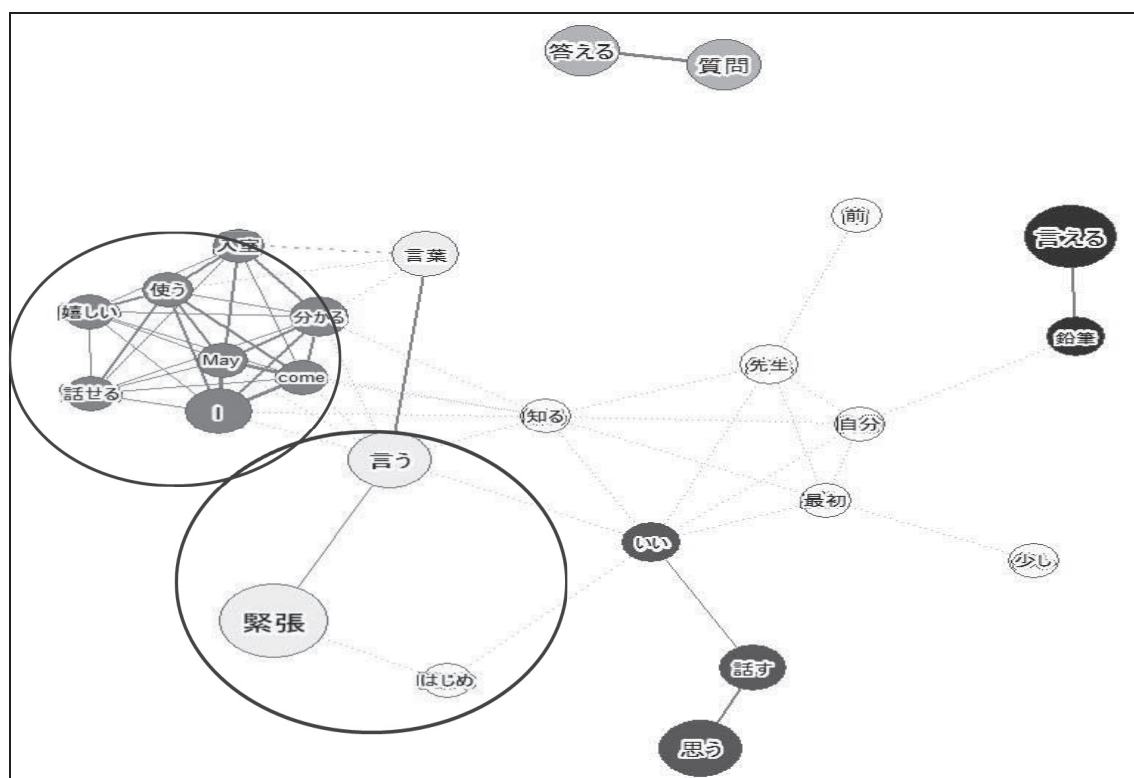 答える
質問
前
言える
入室
言葉
使う
嬉しい
分かる
鉛筆
May
come
先生
話せる
I
知る
自分
言う
最初
いい
少し
緊張
はじめ
話す
思う